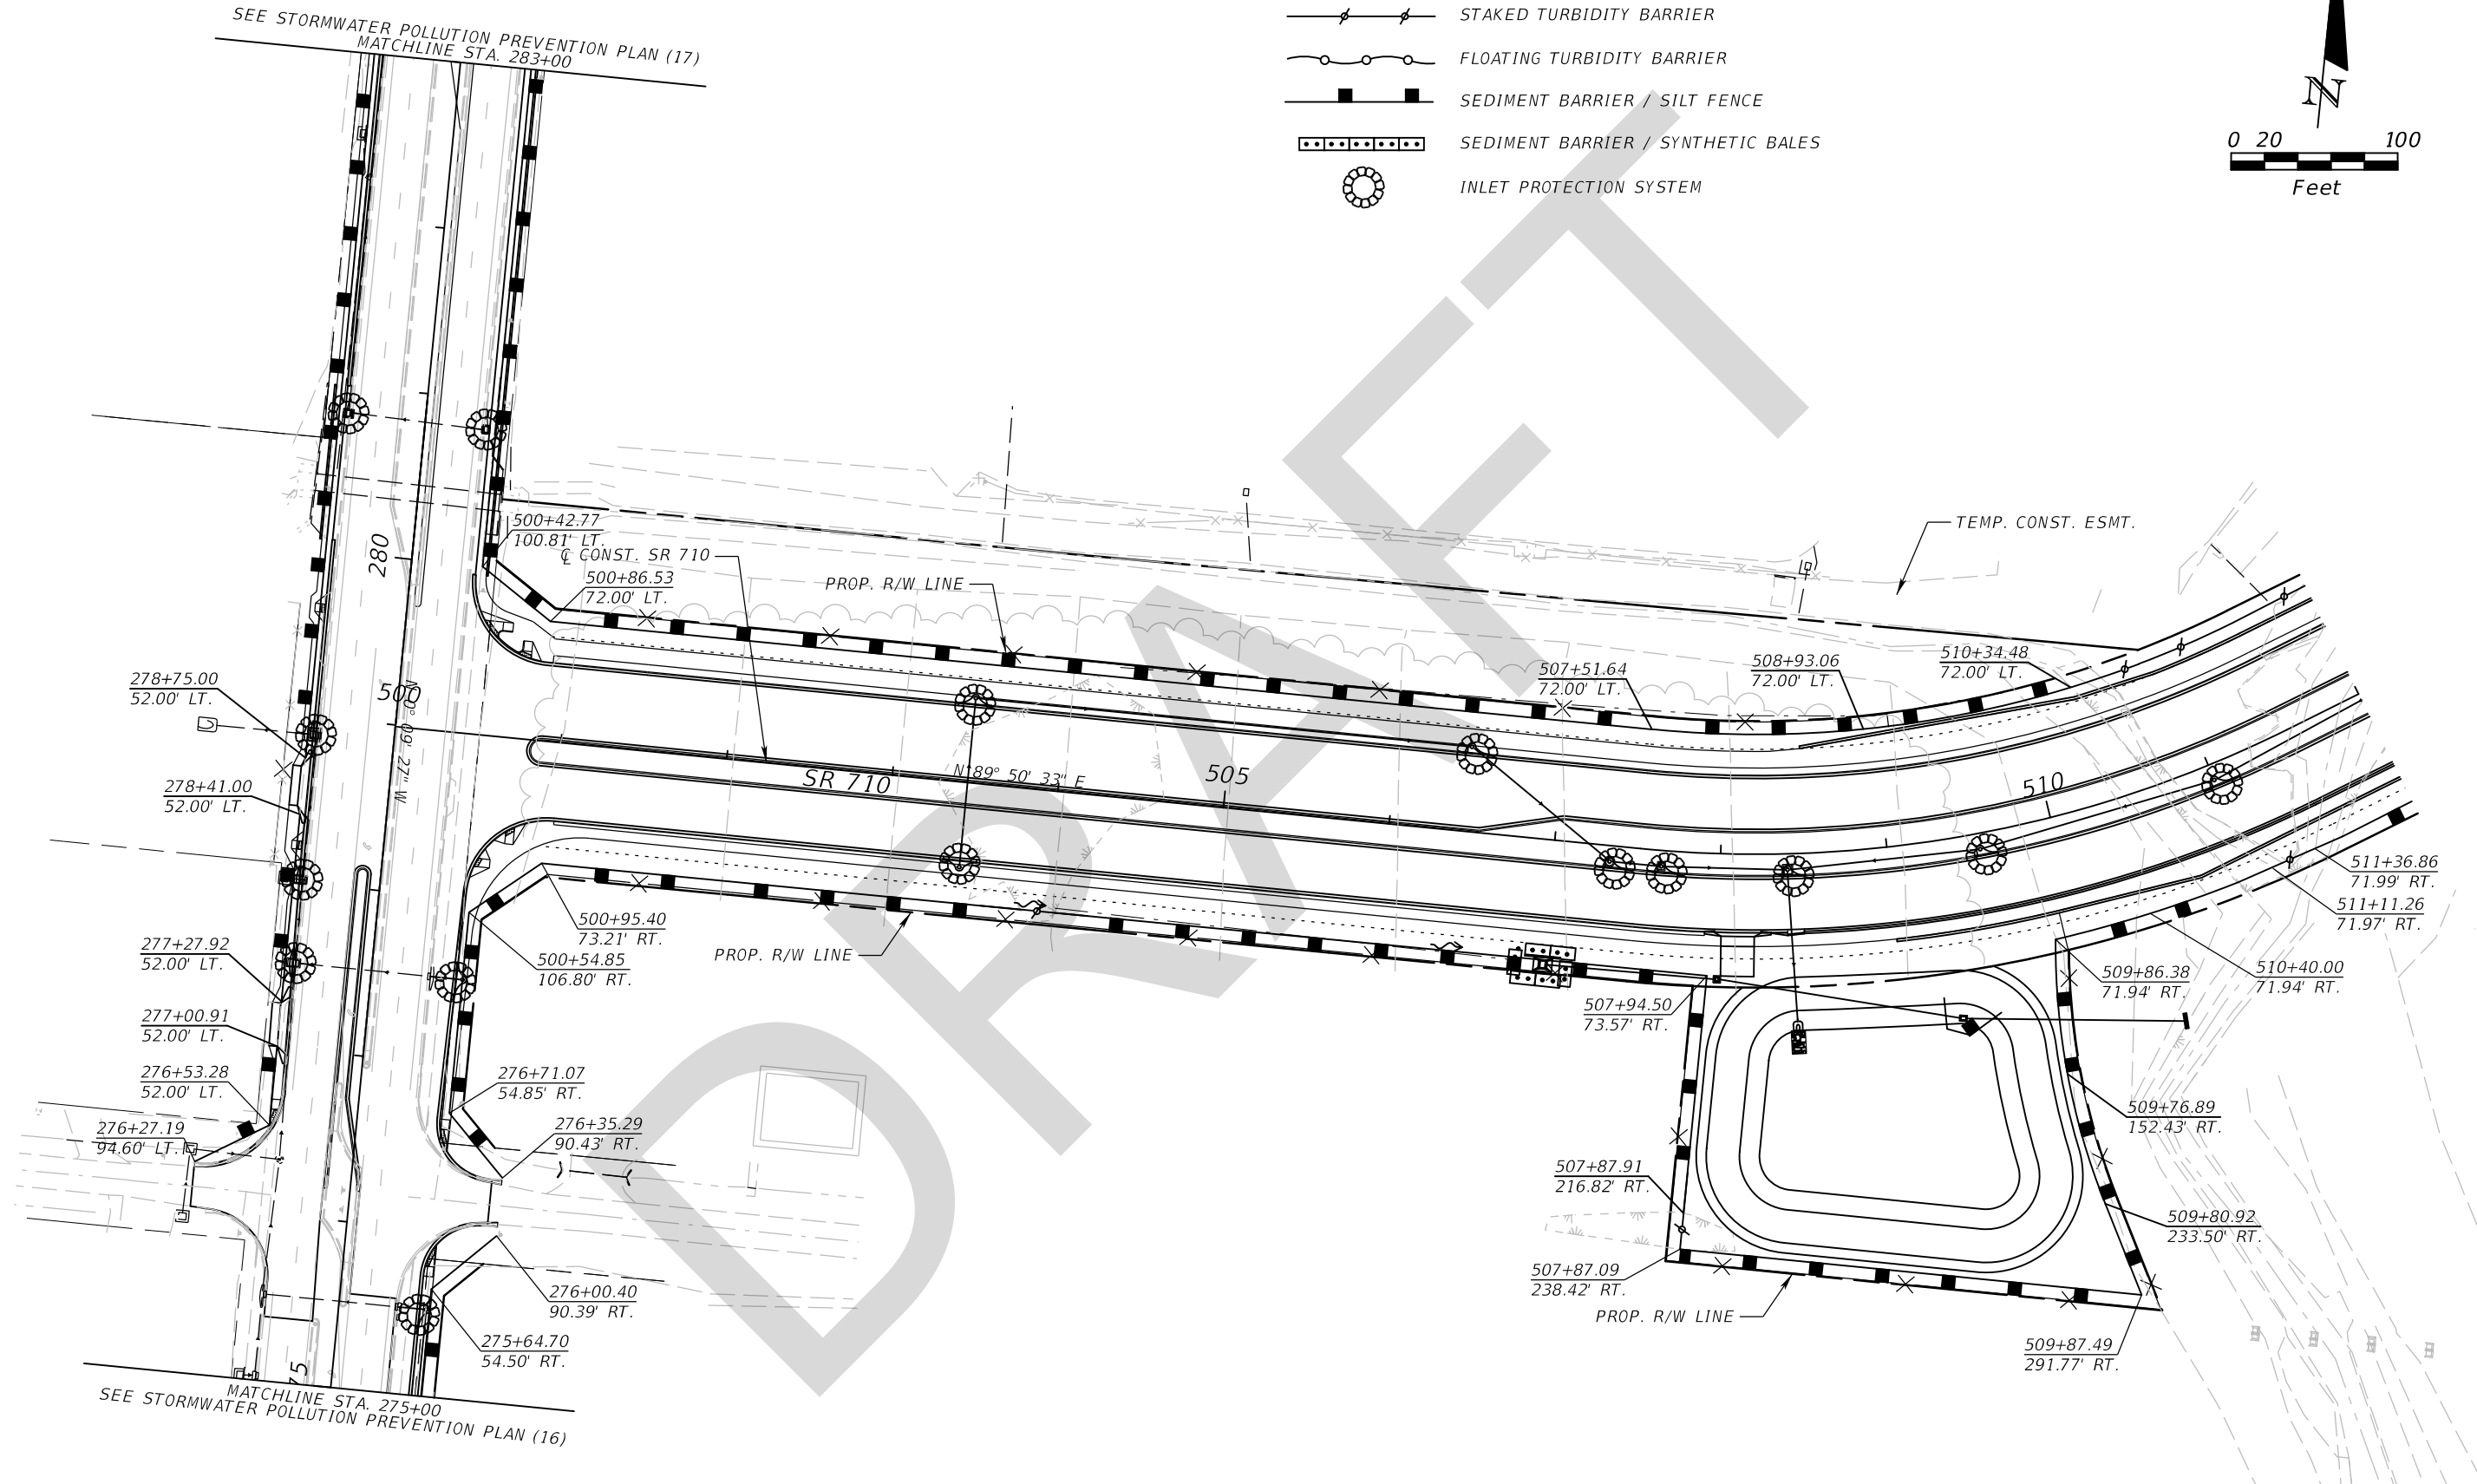 SEE STORMWATER POLLUTION PREVENTION PLAN (17)
MATCHLINE STA. 283+00
STAKED TURBIDITY BARRIER
FLOATING TURBIDITY BARRIER
SEDIMENT BARRIER / SILT FENCE
SEDIMENT BARRIER / SYNTHETIC BALES
INLET PROTECTION SYSTEM
N
0 20 100
Feet
DRAFT
TEMP. CONST. ESMT.
500+42.77
100.81' LT.
℄ CONST. SR 710
500+86.53
72.00' LT.
PROP. R/W LINE
280
507+51.64
72.00' LT.
508+93.06
72.00' LT.
510+34.48
72.00' LT.
278+75.00
52.00' LT.
500
N 0° 09' 27" W
278+41.00
52.00' LT.
SR 710
N 89° 50' 33" E
505
510
511+36.86
71.99' RT.
511+11.26
71.97' RT.
500+95.40
73.21' RT.
PROP. R/W LINE
277+27.92
52.00' LT.
500+54.85
106.80' RT.
509+86.38
71.94' RT.
510+40.00
71.94' RT.
507+94.50
73.57' RT.
277+00.91
52.00' LT.
276+53.28
52.00' LT.
276+71.07
54.85' RT.
276+27.19
94.60' LT.
276+35.29
90.43' RT.
509+76.89
152.43' RT.
507+87.91
216.82' RT.
509+80.92
233.50' RT.
507+87.09
238.42' RT.
276+00.40
90.39' RT.
PROP. R/W LINE
275+64.70
54.50' RT.
509+87.49
291.77' RT.
MATCHLINE STA. 275+00
SEE STORMWATER POLLUTION PREVENTION PLAN (16)